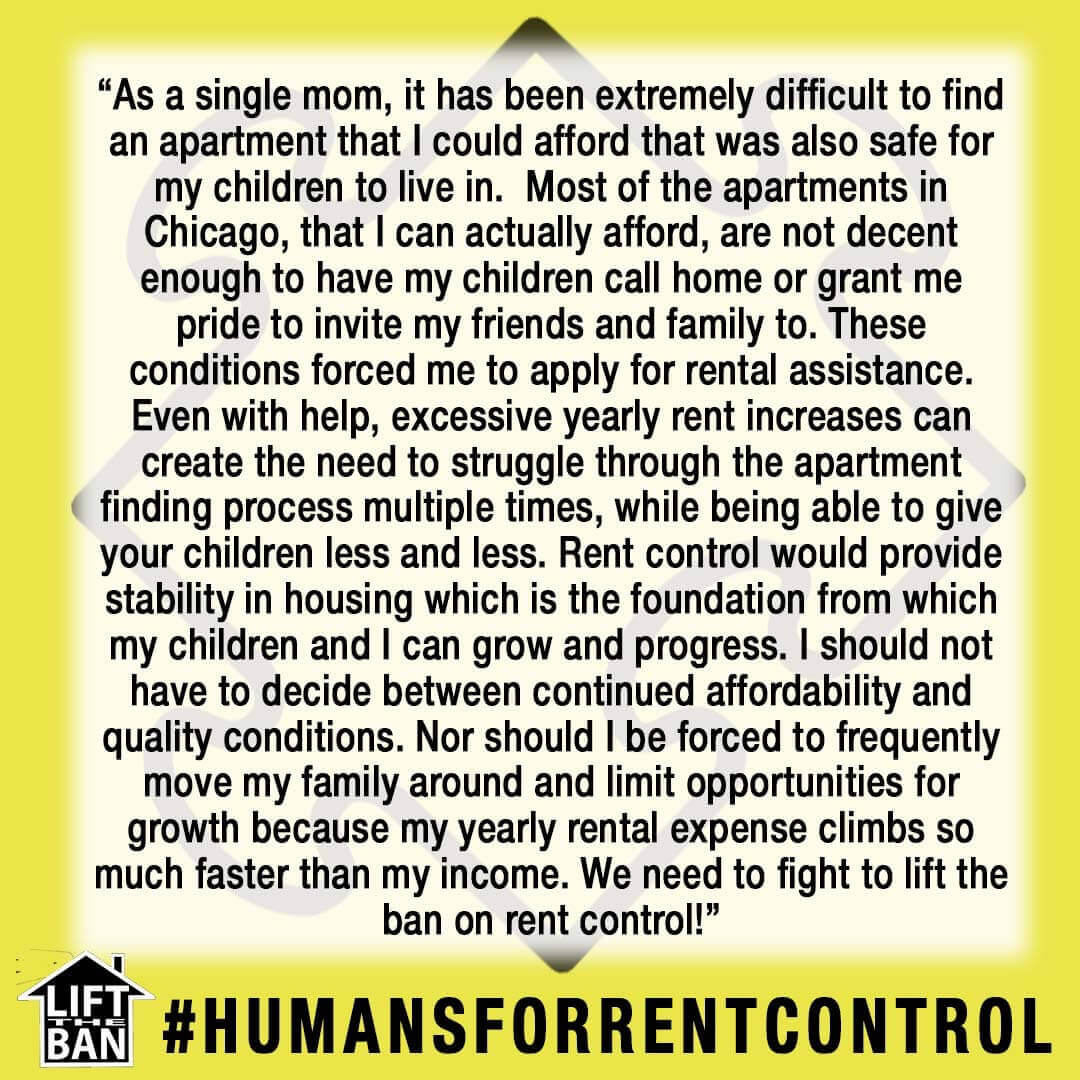 “As a single mom, it has been extremely difficult to find
an apartment that I could afford that was also safe for
my children to live in.  Most of the apartments in
Chicago, that I can actually afford, are not decent
enough to have my children call home or grant me
pride to invite my friends and family to. These
conditions forced me to apply for rental assistance.
Even with help, excessive yearly rent increases can
create the need to struggle through the apartment
finding process multiple times, while being able to give
your children less and less. Rent control would provide
stability in housing which is the foundation from which
my children and I can grow and progress. I should not
have to decide between continued affordability and
quality conditions. Nor should I be forced to frequently
move my family around and limit opportunities for
growth because my yearly rental expense climbs so
much faster than my income. We need to fight to lift the
ban on rent control!”
LIFT
THE
BAN
#HUMANSFORRENTCONTROL